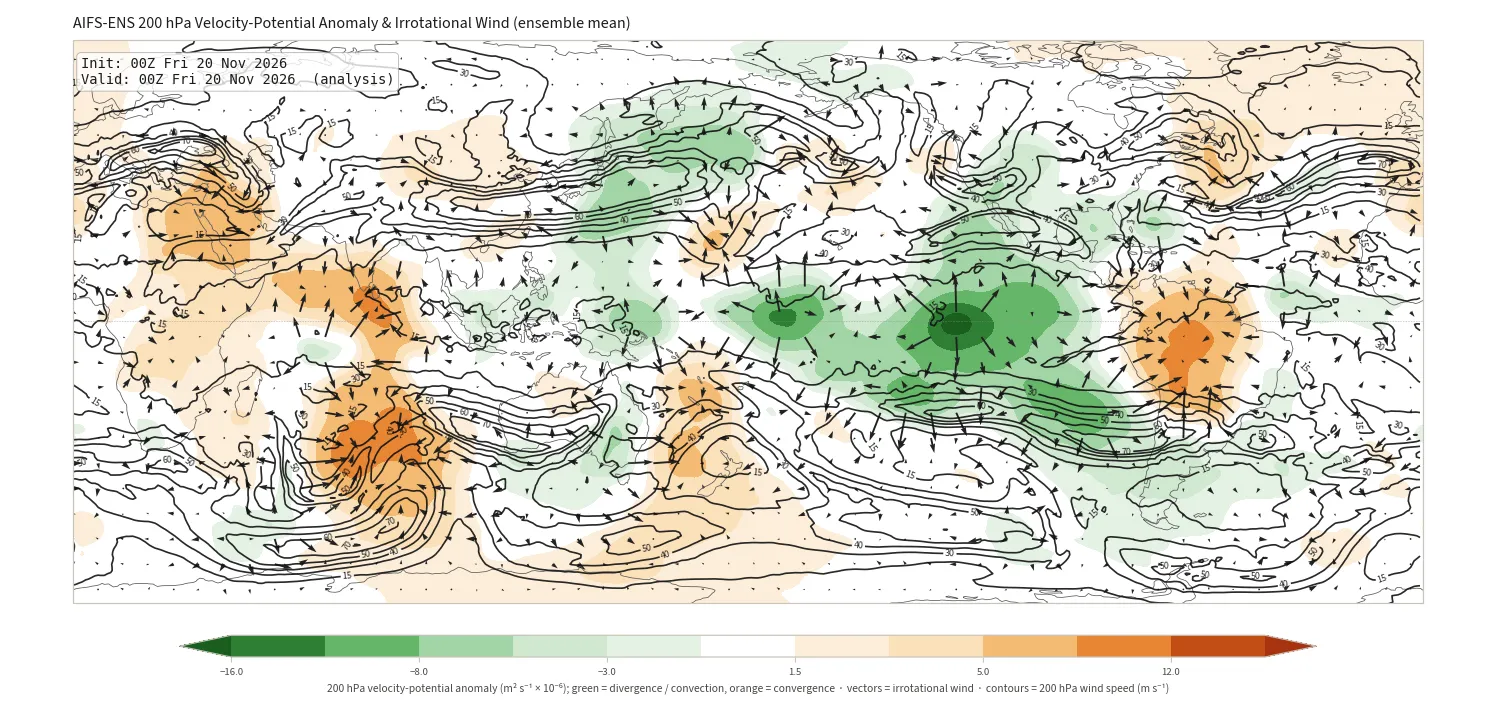 AIFS-ENS 200 hPa Velocity-Potential Anomaly & Irrotational Wind (ensemble mean)
Init: 00Z Fri 20 Nov 2026
Valid: 00Z Fri 20 Nov 2026 (analysis)
−16.0 −8.0 −3.0 1.5 5.0 12.0
200 hPa velocity-potential anomaly (m² s⁻¹ × 10⁻⁶); green = divergence / convection, orange = convergence · vectors = irrotational wind · contours = 200 hPa wind speed (m s⁻¹)